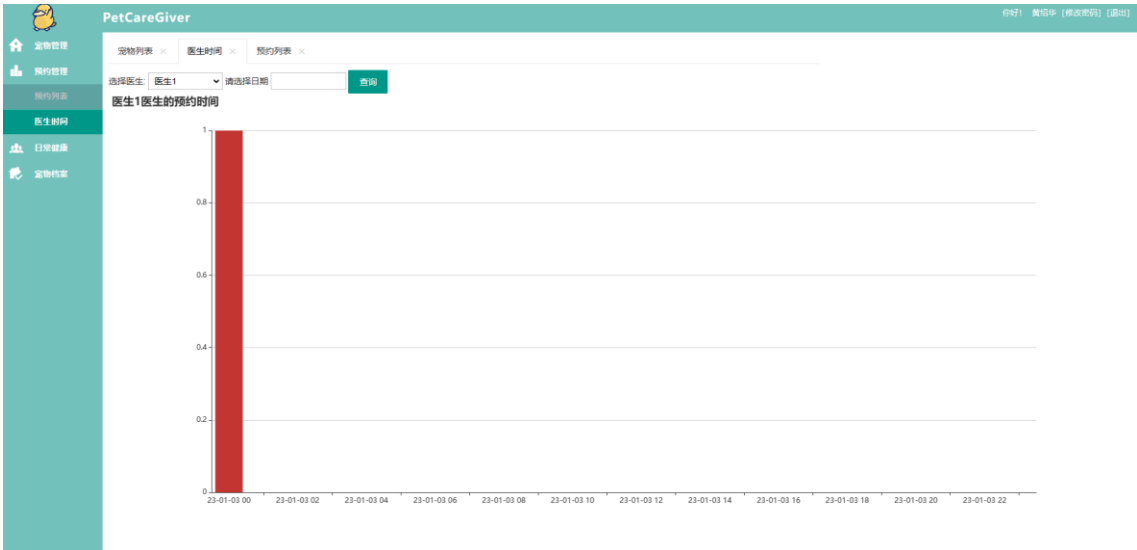 PetCareGiver
你好! 黄绍华 [修改密码] [退出]
宠物管理
预约管理
预约列表
医生时间
日常健康
宠物档案
宠物列表 × 医生时间 × 预约列表 ×
选择医生: 医生1 请选择日期 查询
医生1医生的预约时间
1
0.8
0.6
0.4
0.2
0
23-01-03 00 23-01-03 02 23-01-03 04 23-01-03 06 23-01-03 08 23-01-03 10 23-01-03 12 23-01-03 14 23-01-03 16 23-01-03 18 23-01-03 20 23-01-03 22